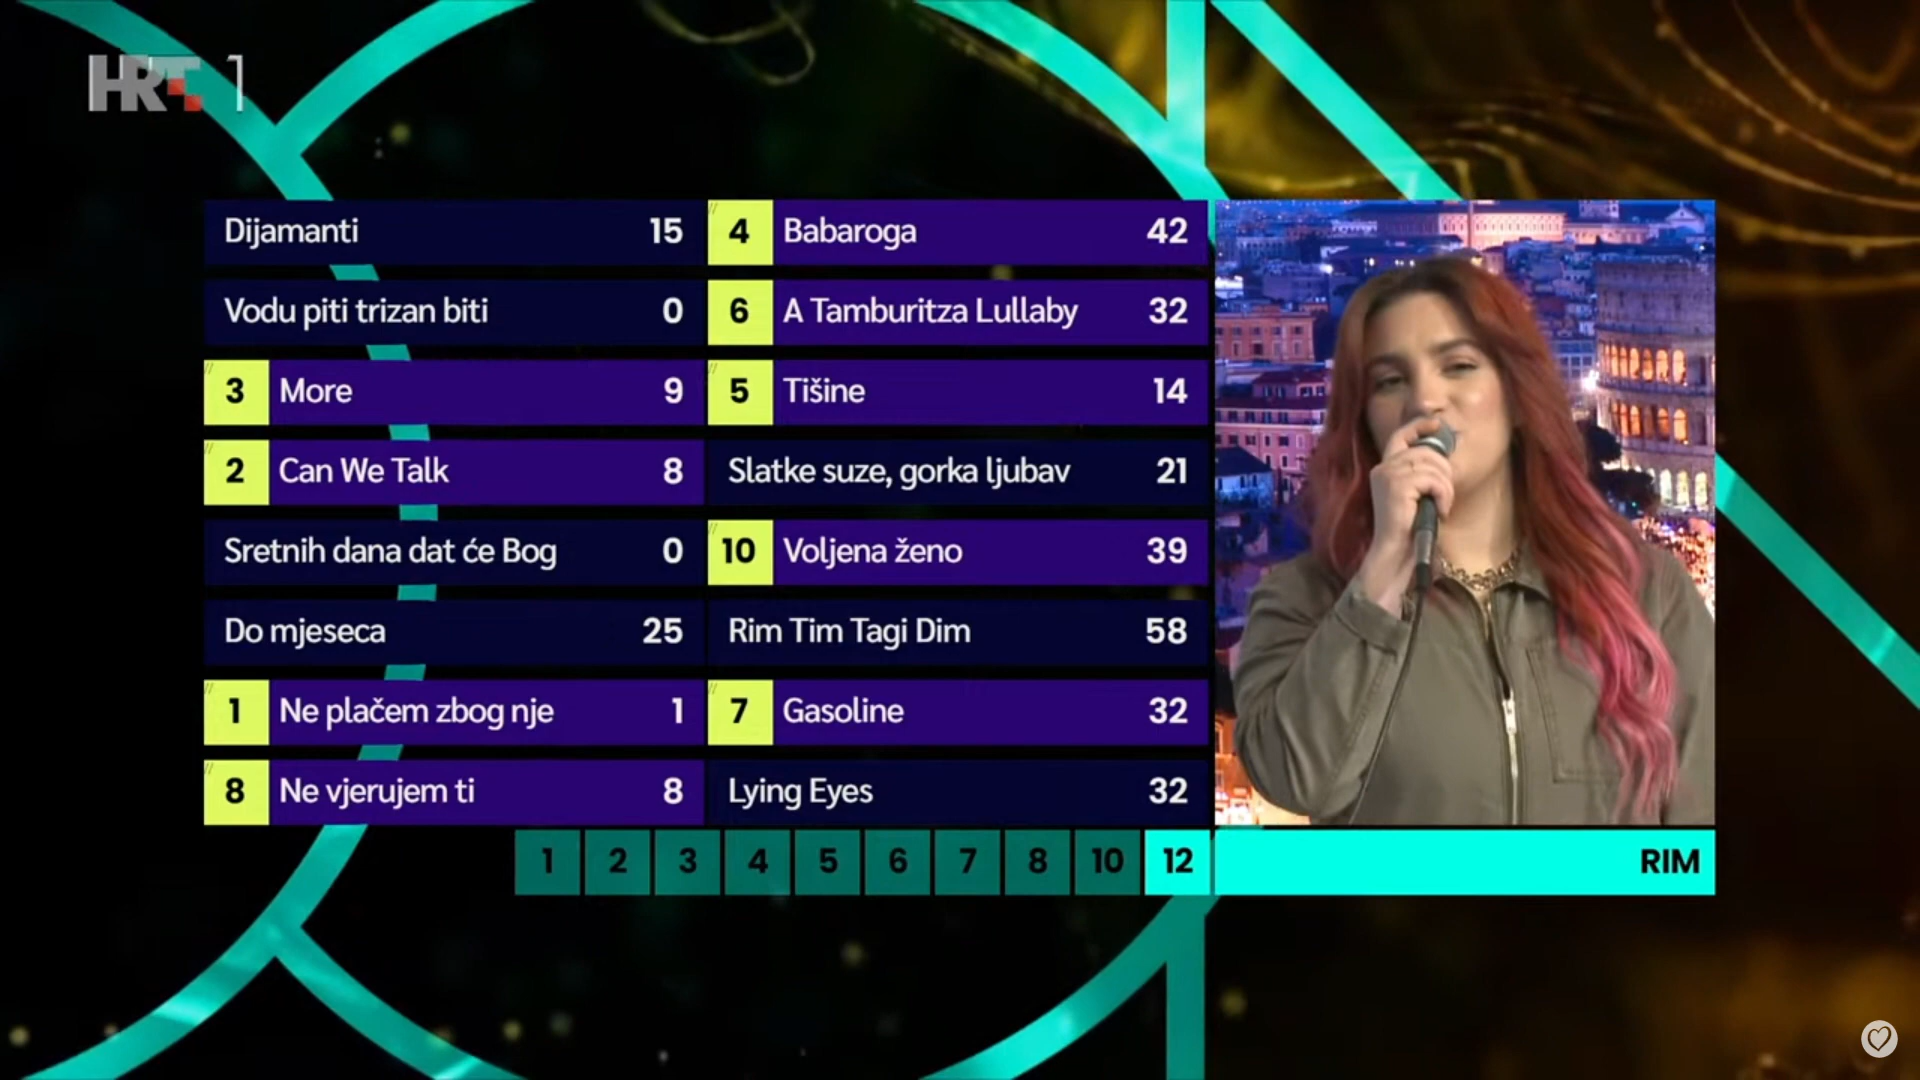 HRT 1
Dijamanti 15
Vodu piti trizan biti 0
3 More 9
2 Can We Talk 8
Sretnih dana dat će Bog 0
Do mjeseca 25
1 Ne plačem zbog nje 1
8 Ne vjerujem ti 8
4 Babaroga 42
6 A Tamburitza Lullaby 32
5 Tišine 14
Slatke suze, gorka ljubav 21
10 Voljena ženo 39
Rim Tim Tagi Dim 58
7 Gasoline 32
Lying Eyes 32
1 2 3 4 5 6 7 8 10 12 RIM